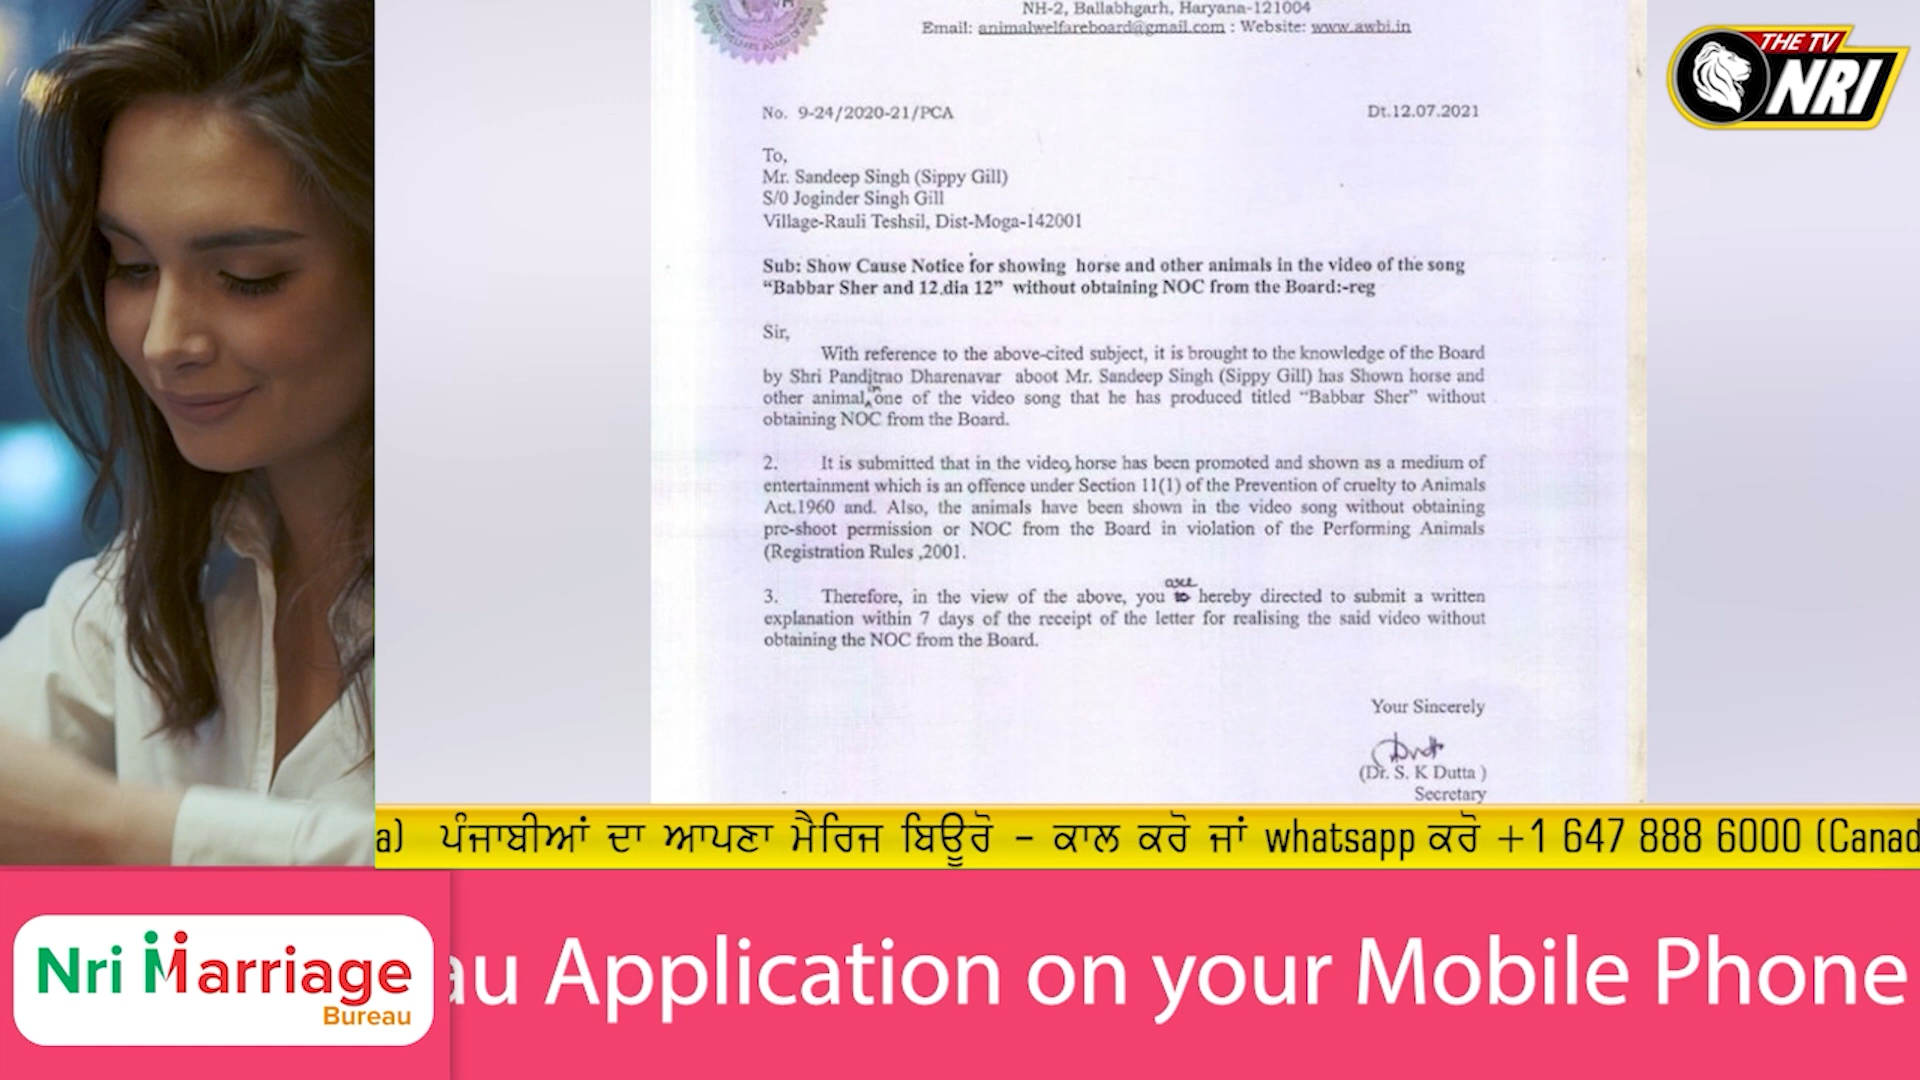 NH-2, Ballabhgarh, Haryana-121004
Email: animalwelfareboard@gmail.com : Website: www.awbi.in
THE TV
NRI
No. 9-24/2020-21/PCA
Dt.12.07.2021
To,
Mr. Sandeep Singh (Sippy Gill)
S/0 Joginder Singh Gill
Village-Rauli Teshsil, Dist-Moga-142001
Sub: Show Cause Notice for showing horse and other animals in the video of the song
“Babbar Sher and 12.dia 12” without obtaining NOC from the Board:-reg
Sir,
With reference to the above-cited subject, it is brought to the knowledge of the Board
by Shri Panditrao Dharenavar aboot Mr. Sandeep Singh (Sippy Gill) has Shown horse and
in
other animal, one of the video song that he has produced titled “Babbar Sher” without
obtaining NOC from the Board.
2. It is submitted that in the video, horse has been promoted and shown as a medium of
entertainment which is an offence under Section 11(1) of the Prevention of cruelty to Animals
Act.1960 and. Also, the animals have been shown in the video song without obtaining
pre-shoot permission or NOC from the Board in violation of the Performing Animals
(Registration Rules ,2001.
are
3. Therefore, in the view of the above, you to hereby directed to submit a written
explanation within 7 days of the receipt of the letter for realising the said video without
obtaining the NOC from the Board.
Your Sincerely
(Dr. S. K Dutta )
Secretary
a) ਪੰਜਾਬੀਆਂ ਦਾ ਆਪਣਾ ਮੈਰਿਜ ਬਿਊਰੋ - ਕਾਲ ਕਰੋ ਜਾਂ whatsapp ਕਰੋ +1 647 888 6000 (Canad
Nri Marriage
Bureau
au Application on your Mobile Phone